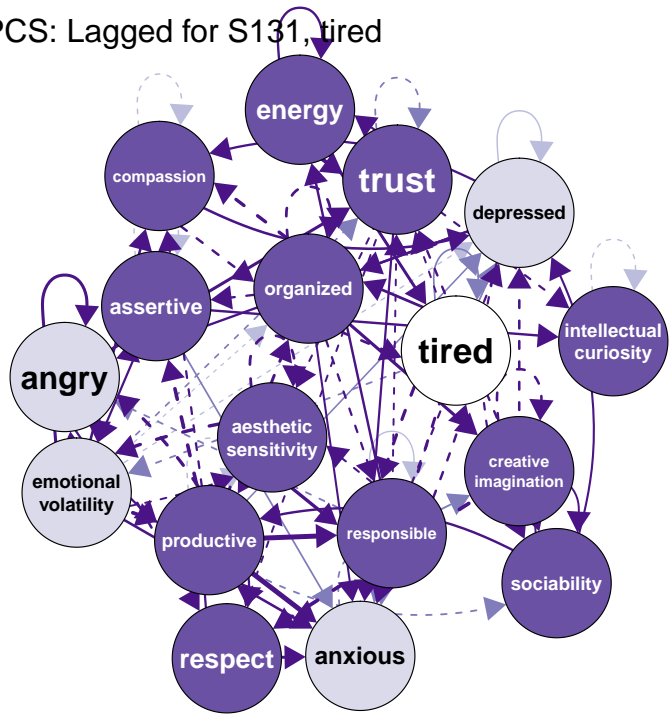 PCS: Lagged for S131, tired
energy
compassion
trust
depressed
organized
assertive
intellectual
curiosity
tired
angry
aesthetic
sensitivity
creative
imagination
emotional
volatility
productive
responsible
sociability
respect
anxious